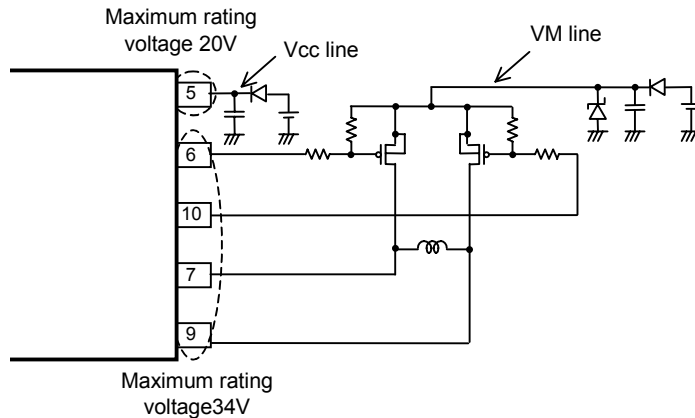 Maximum rating
voltage 20V
Vcc line
VM line
5
6
10
7
9
Maximum rating
voltage34V